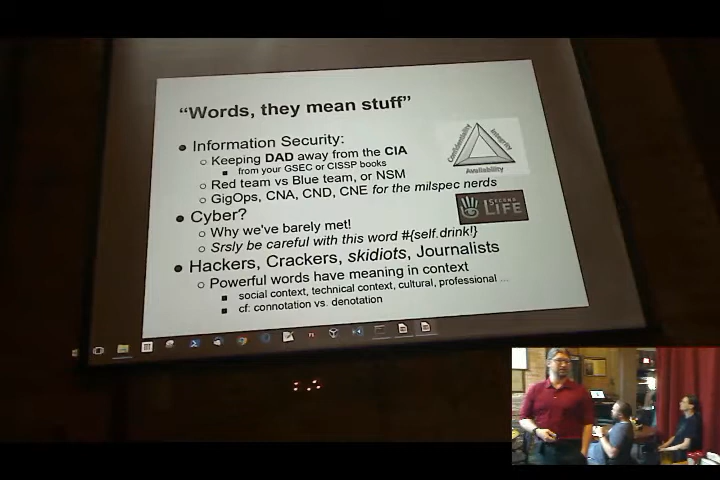 "Words, they mean stuff"
Information Security:
Keeping DAD away from the CIA
from your GSEC or CISSP books
Red team vs Blue team, or NSM
GigOps, CNA, CND, CNE for the milspec nerds
Cyber?
Why we've barely met!
Srsly be careful with this word #{self.drink!}
Hackers, Crackers, skidiots, Journalists
Powerful words have meaning in context
social context, technical context, cultural, professional ...
cf: connotation vs. denotation
Confidentiality
Integrity
Availability
SECOND
LIFE